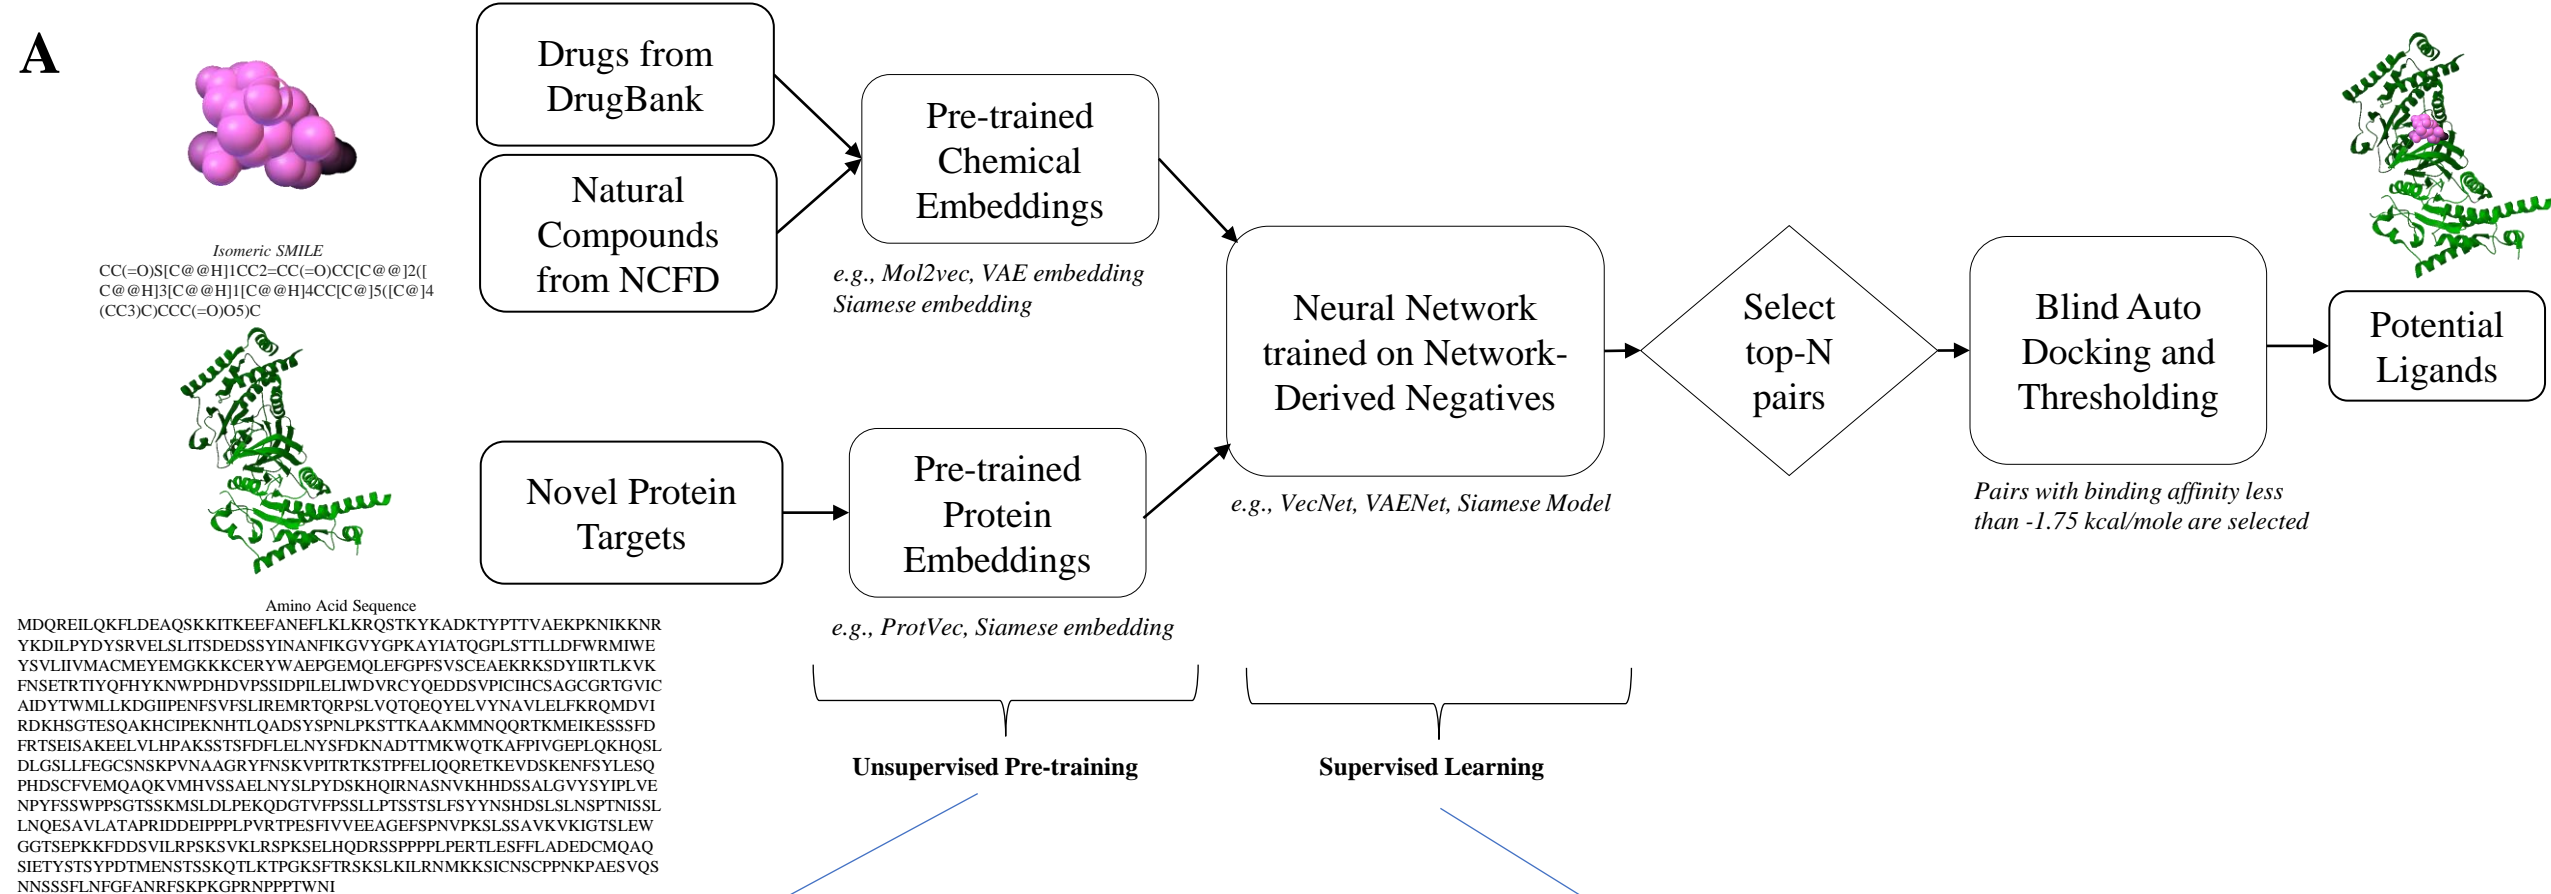 A
Isomeric SMILE
CC(=O)S[C@@H]1CC2=CC(=O)CC[C@@]2([
C@@H]3[C@@H]1[C@@H]4CC[C@]5([C@]4
(CC3)C)CCC(=O)O5)C
Drugs from
DrugBank
Natural
Compounds
from NCFD
Pre-trained
Chemical
Embeddings
e.g., Mol2vec, VAE embedding
Siamese embedding
Novel Protein
Targets
Pre-trained
Protein
Embeddings
e.g., ProtVec, Siamese embedding
Neural Network
trained on Network-
Derived Negatives
e.g., VecNet, VAENet, Siamese Model
Select
top-N
pairs
Blind Auto
Docking and
Thresholding
Pairs with binding affinity less
than -1.75 kcal/mole are selected
Potential
Ligands
Amino Acid Sequence
MDQREILQKFLDEAQSKKITKEEFANEFLKLKRQSTKYKADKTYPTTVAEKPKNIKKNR
YKDILPYDYSRVELSLITSDEDSSYINANFIKGVYGPKAYIATQGPLSTTLLDFWRMIWE
YSVLIIVMACMEYEMGKKKCERYWAEPGEMQLEFGPFSVSCEAEKRKSDYIIRTLKVK
FNSETRTIYQFHYKNWPDHDVPSSIDPILELIWDVRCYQEDDSVPICIHCSAGCGRTGVIC
AIDYTWMLLKDGIIPENFSVFSLIREMRTQRPSLVQTQEQYELVYNAVLELFKRQMDVI
RDKHSGTESQAKHCIPEKNHTLQADSYSPNLPKSTTKAAKMMNQQRTKMEIKESSSFD
FRTSEISAKEELVLHPAKSSTSFDFLELNYSFDKNADTTMKWQTKAFPIVGEPLQKHQSL
DLGSLLFEGCSNSKPVNAAGRYFNSKVPITRTKSTPFELIQQRETKEVDSKENFSYLESQ
PHDSCFVEMQAQKVMHVSSAELNYSLPYDSKHQIRNASNVKHHDSSALGVYSYIPLVE
NPYFSSWPPSGTSSKMSLDLPEKQDGTVFPSSLLPTSSTSLFSYYNSHDSLSLNSPTNISSL
LNQESAVLATAPRIDDEIPPPLPVRTPESFIVVEEAGEFSPNVPKSLSSAVKVKIGTSLEW
GGTSEPKKFDDSVILRPSKSVKLRSPKSELHQDRSSPPPPLPERTLESFFLADEDCMQAQ
SIETYSTSYPDTMENSTSSKQTLKTPGKSFTRSKSLKILRNMKKSICNSCPPNKPAESVQS
NNSSSFLNFGFANRFSKPKGPRNPPPTWNI
Unsupervised Pre-training
Supervised Learning